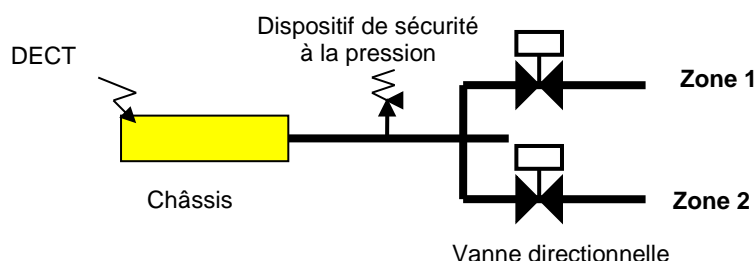 Dispositif de sécurité
à la pression
DECT
Zone 1
Châssis
Zone 2
Vanne directionnelle